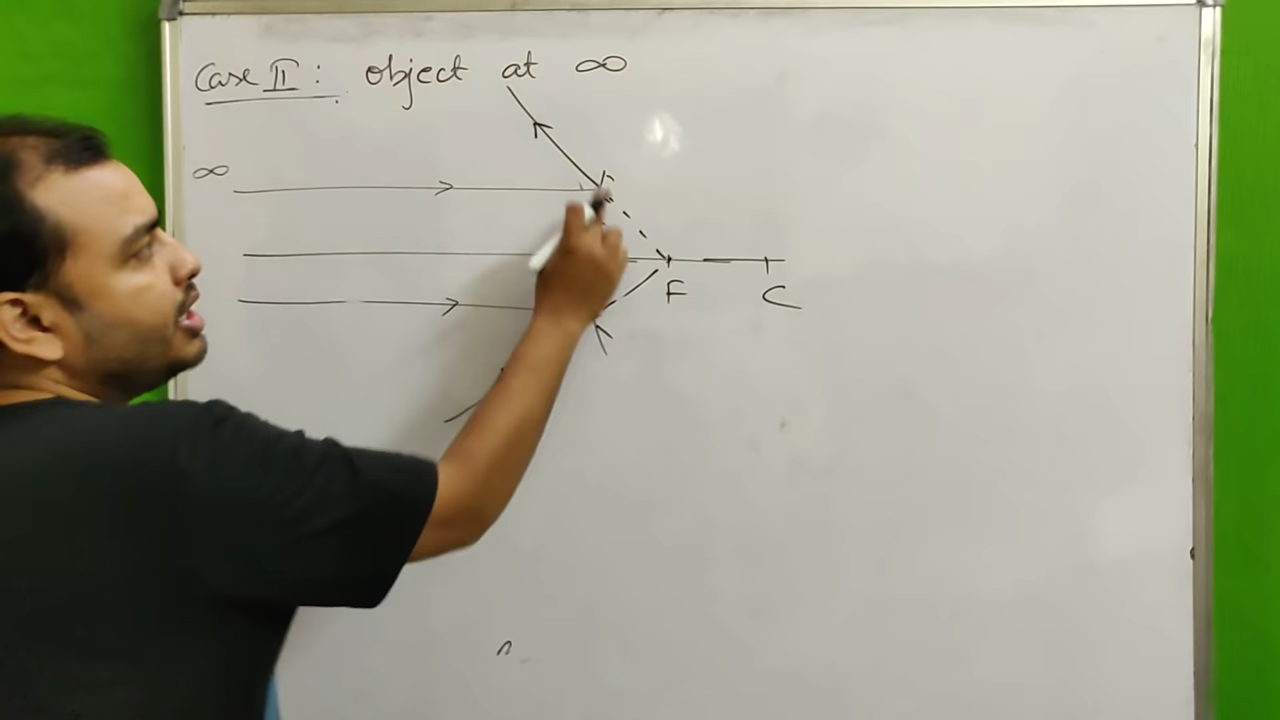 Case II : object at ∞
∞
F
C